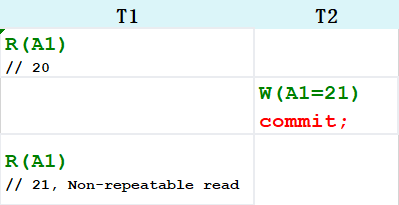 T1 T2
R(A1)
// 20
W(A1=21)
commit;
R(A1)
// 21, Non-repeatable read